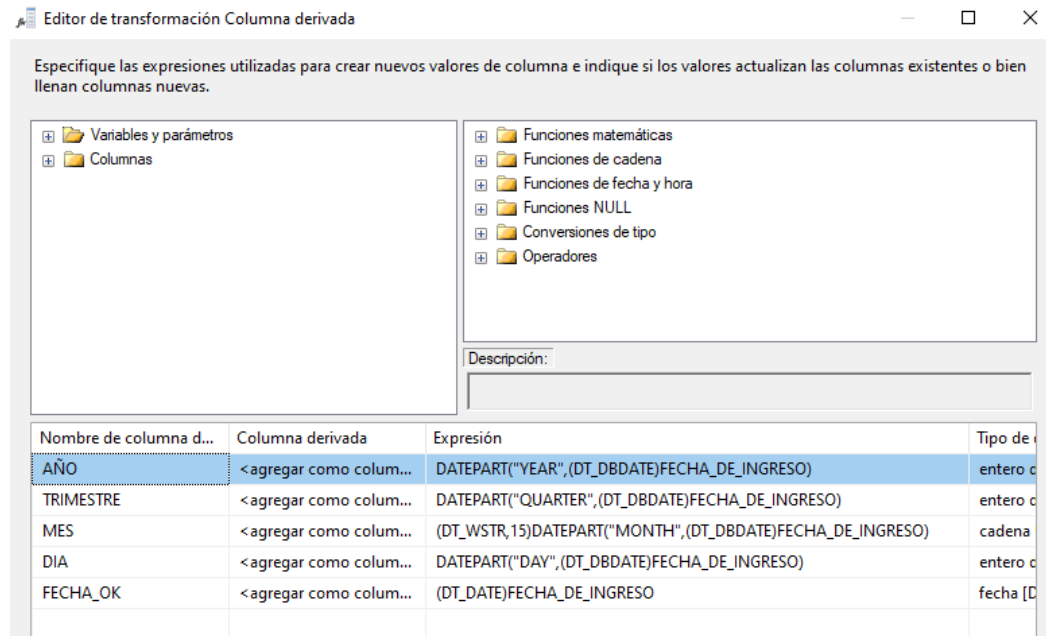 Editor de transformación Columna derivada
Especifique las expresiones utilizadas para crear nuevos valores de columna e indique si los valores actualizan las columnas existentes o bien
llenan columnas nuevas.
Variables y parámetros
Columnas
Funciones matemáticas
Funciones de cadena
Funciones de fecha y hora
Funciones NULL
Conversiones de tipo
Operadores
Descripción:
Nombre de columna d... Columna derivada Expresión Tipo de
AÑO <agregar como colum... DATEPART("YEAR",(DT_DBDATE)FECHA_DE_INGRESO) entero
TRIMESTRE <agregar como colum... DATEPART("QUARTER",(DT_DBDATE)FECHA_DE_INGRESO) entero
MES <agregar como colum... (DT_WSTR,15)DATEPART("MONTH",(DT_DBDATE)FECHA_DE_INGRESO) cadena
DIA <agregar como colum... DATEPART("DAY",(DT_DBDATE)FECHA_DE_INGRESO) entero
FECHA_OK <agregar como colum... (DT_DATE)FECHA_DE_INGRESO fecha [D